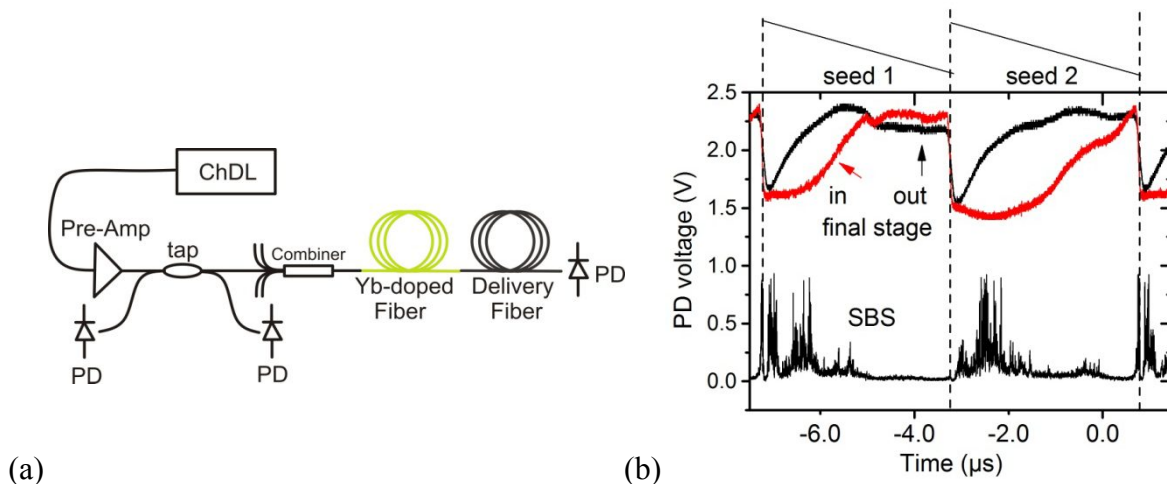 ChDL
Pre-Amp
tap
Combiner
Yb-doped
Fiber
Delivery
Fiber
PD
PD
PD
(a)
seed 1
seed 2
2.5
2.0
1.5
1.0
0.5
0.0
PD voltage (V)
in
out
final stage
SBS
-6.0
-4.0
-2.0
0.0
Time (µs)
(b)